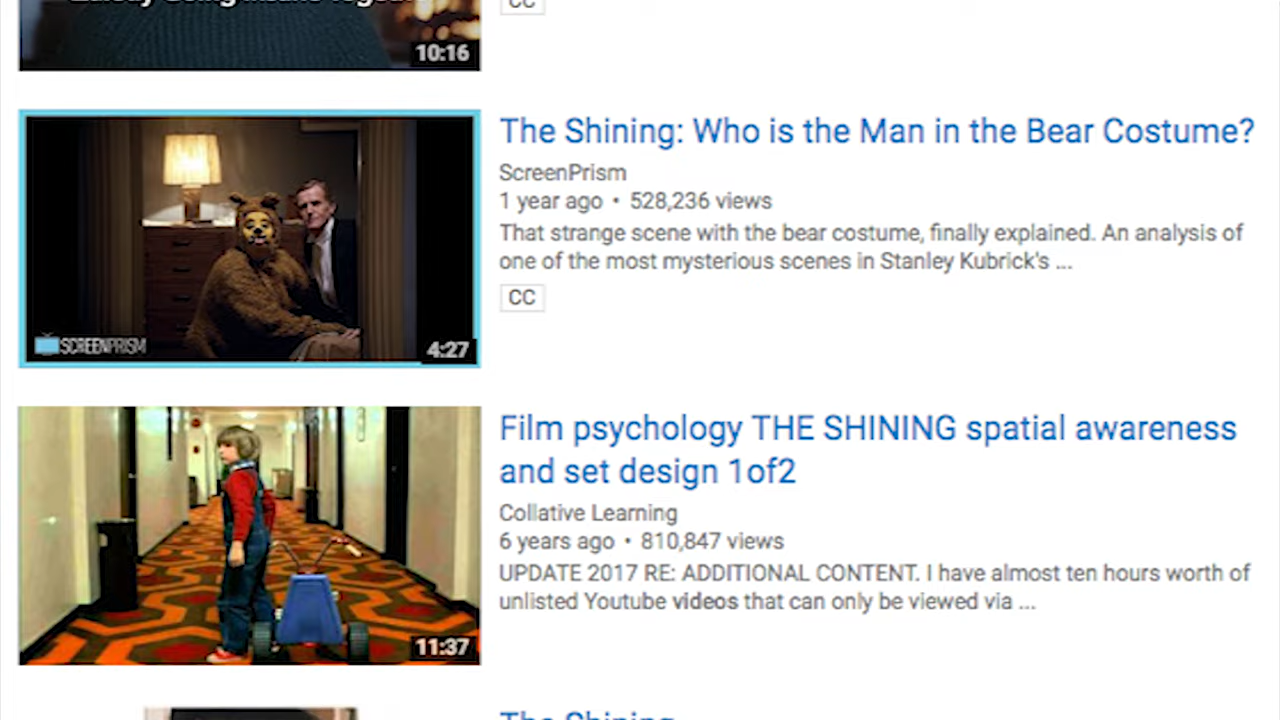 CC
10:16
The Shining: Who is the Man in the Bear Costume?
ScreenPrism
1 year ago • 528,236 views
That strange scene with the bear costume, finally explained. An analysis of
one of the most mysterious scenes in Stanley Kubrick's ...
CC
SCREENPRISM
4:27
Film psychology THE SHINING spatial awareness
and set design 1of2
Collative Learning
6 years ago • 810,847 views
UPDATE 2017 RE: ADDITIONAL CONTENT. I have almost ten hours worth of
unlisted Youtube videos that can only be viewed via ...
11:37
The Shining